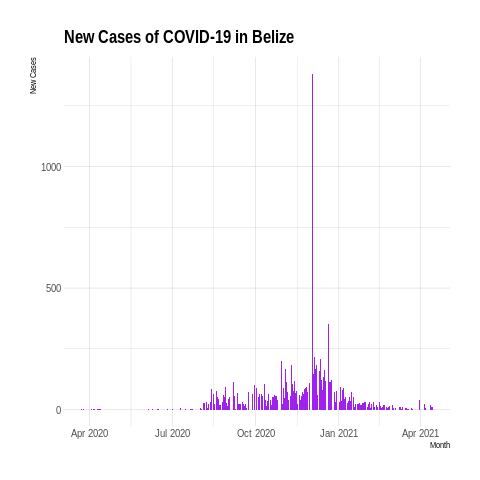 New Cases of COVID-19 in Belize
New Cases
1000
500
0
Apr 2020 Jul 2020 Oct 2020 Jan 2021 Apr 2021
Month